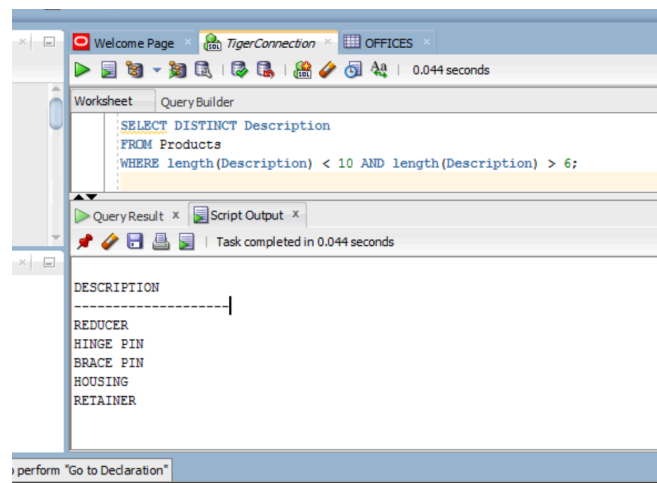 Welcome Page TigerConnection OFFICES
0.044 seconds
Worksheet Query Builder
SELECT DISTINCT Description
FROM Products
WHERE length(Description) < 10 AND length(Description) > 6;
Query Result x Script Output x
Task completed in 0.044 seconds
DESCRIPTION
--------------------
REDUCER
HINGE PIN
BRACE PIN
HOUSING
RETAINER
perform "Go to Declaration"